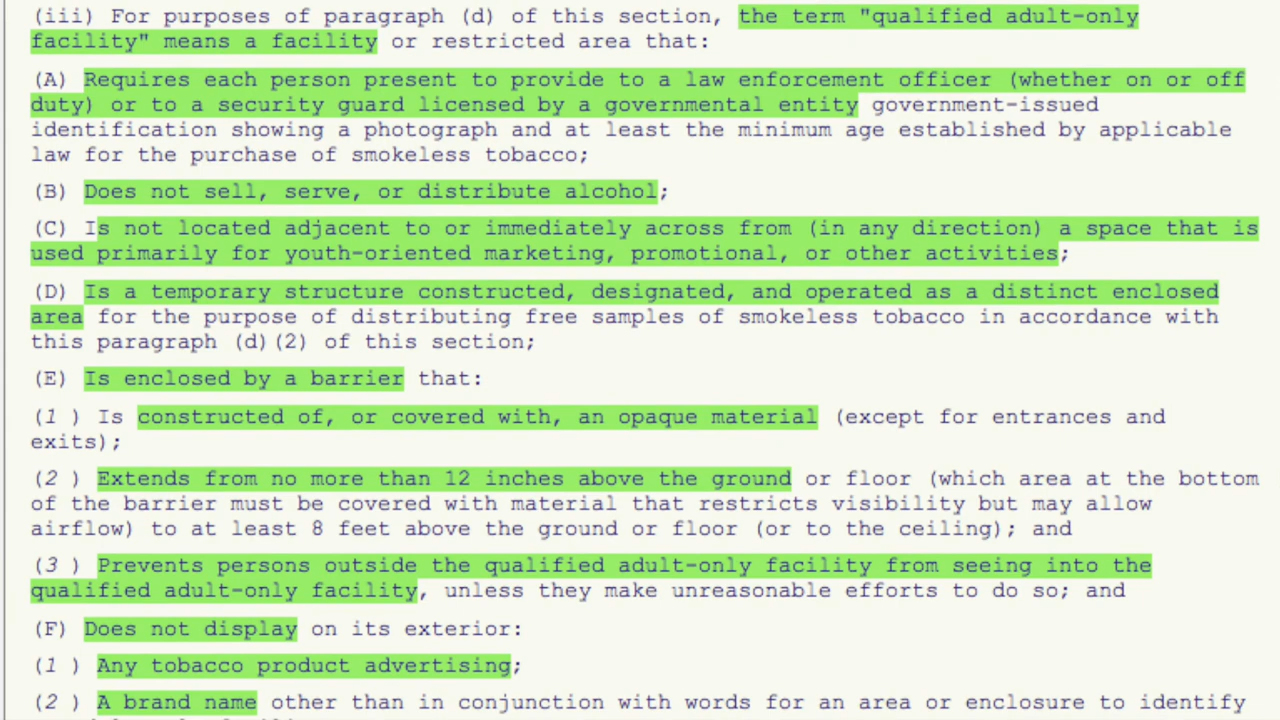 (iii) For purposes of paragraph (d) of this section, the term "qualified adult-only
facility" means a facility or restricted area that:
(A) Requires each person present to provide to a law enforcement officer (whether on or off
duty) or to a security guard licensed by a governmental entity government-issued
identification showing a photograph and at least the minimum age established by applicable
law for the purchase of smokeless tobacco;
(B) Does not sell, serve, or distribute alcohol;
(C) Is not located adjacent to or immediately across from (in any direction) a space that is
used primarily for youth-oriented marketing, promotional, or other activities;
(D) Is a temporary structure constructed, designated, and operated as a distinct enclosed
area for the purpose of distributing free samples of smokeless tobacco in accordance with
this paragraph (d)(2) of this section;
(E) Is enclosed by a barrier that:
(1 ) Is constructed of, or covered with, an opaque material (except for entrances and
exits);
(2 ) Extends from no more than 12 inches above the ground or floor (which area at the bottom
of the barrier must be covered with material that restricts visibility but may allow
airflow) to at least 8 feet above the ground or floor (or to the ceiling); and
(3 ) Prevents persons outside the qualified adult-only facility from seeing into the
qualified adult-only facility, unless they make unreasonable efforts to do so; and
(F) Does not display on its exterior:
(1 ) Any tobacco product advertising;
(2 ) A brand name other than in conjunction with words for an area or enclosure to identify